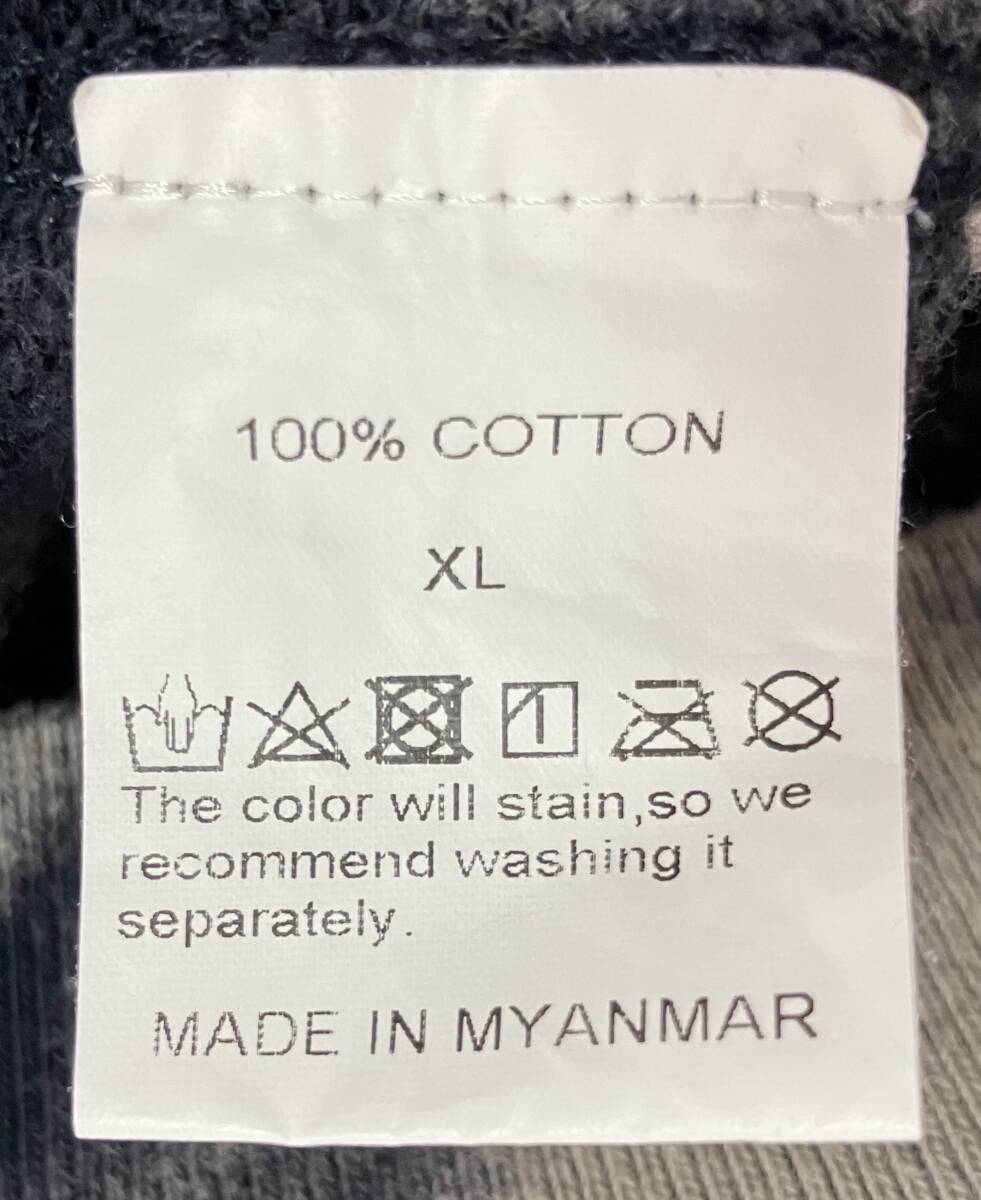 100% COTTON
XL
The color will stain,so we
recommend washing it
separately.
MADE IN MYANMAR